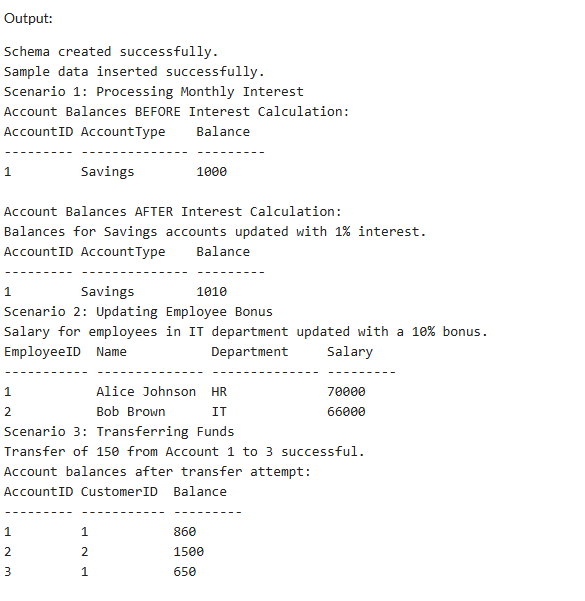 Output:
Schema created successfully.
Sample data inserted successfully.
Scenario 1: Processing Monthly Interest
Account Balances BEFORE Interest Calculation:
AccountID AccountType    Balance
--------- -------------- ---------
1         Savings        1000
Account Balances AFTER Interest Calculation:
Balances for Savings accounts updated with 1% interest.
AccountID AccountType    Balance
--------- -------------- ---------
1         Savings        1010
Scenario 2: Updating Employee Bonus
Salary for employees in IT department updated with a 10% bonus.
EmployeeID  Name           Department     Salary
----------- -------------- -------------- ---------
1           Alice Johnson  HR             70000
2           Bob Brown      IT             66000
Scenario 3: Transferring Funds
Transfer of 150 from Account 1 to 3 successful.
Account balances after transfer attempt:
AccountID CustomerID  Balance
--------- ----------- ---------
1         1           860
2         2           1500
3         1           650